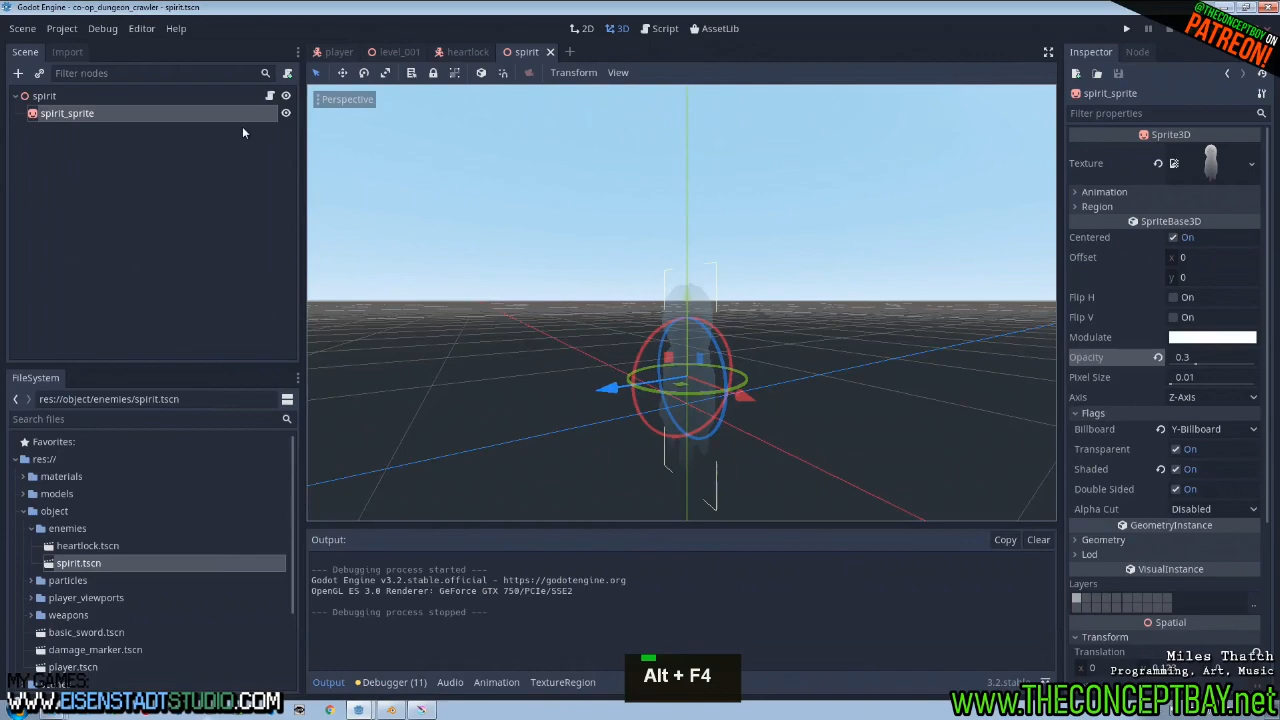 Godot Engine - co-op_dungeon_crawler - spirit.tscn
Scene Project Debug Editor Help
2D 3D Script AssetLib
@THECONCEPTBOY ON
PATREON!
Scene Import
player level_001 heartlock spirit
Inspector Node
Filter nodes
Transform View
spirit
spirit_sprite
Perspective
spirit_sprite
Filter properties
Sprite3D
Texture
Animation
Region
SpriteBase3D
Centered On
Offset x 0
y 0
Flip H On
Flip V On
Modulate
Opacity 0.3
Pixel Size 0.01
Axis Z-Axis
Flags
Billboard Y-Billboard
Transparent On
Shaded On
Double Sided On
Alpha Cut Disabled
GeometryInstance
Geometry
Lod
VisualInstance
Layers
Spatial
Transform
Translation
x 0
FileSystem
res://object/enemies/spirit.tscn
Search files
Favorites:
res://
materials
models
object
enemies
heartlock.tscn
spirit.tscn
particles
player_viewports
weapons
basic_sword.tscn
damage_marker.tscn
player.tscn
Output: Copy Clear
--- Debugging process started ---
Godot Engine v3.2.stable.official - https://godotengine.org
OpenGL ES 3.0 Renderer: GeForce GTX 750/PCIe/SSE2
--- Debugging process stopped ---
Alt + F4
Output Debugger (11) Audio Animation TextureRegion 3.2.stable
MY GAMES:
WWW.EISENSTADTSTUDIO.COM
Miles Thatch
Programming, Art, Music
www.THECONCEPTBAY.net